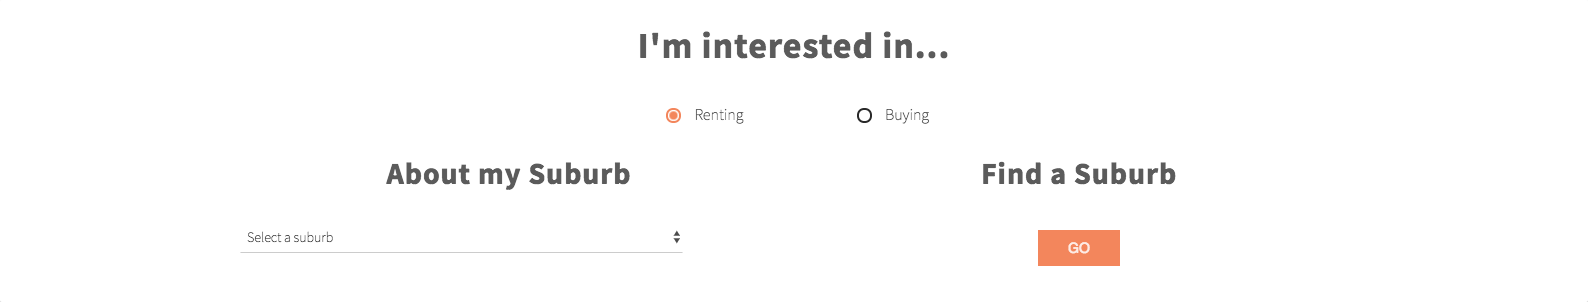 I'm interested in...
Renting
Buying
About my Suburb
Find a Suburb
Select a suburb
GO